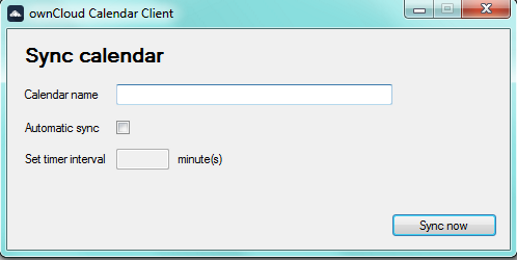 ownCloud Calendar Client
Sync calendar
Calendar name
Automatic sync
Set timer interval minute(s)
Sync now